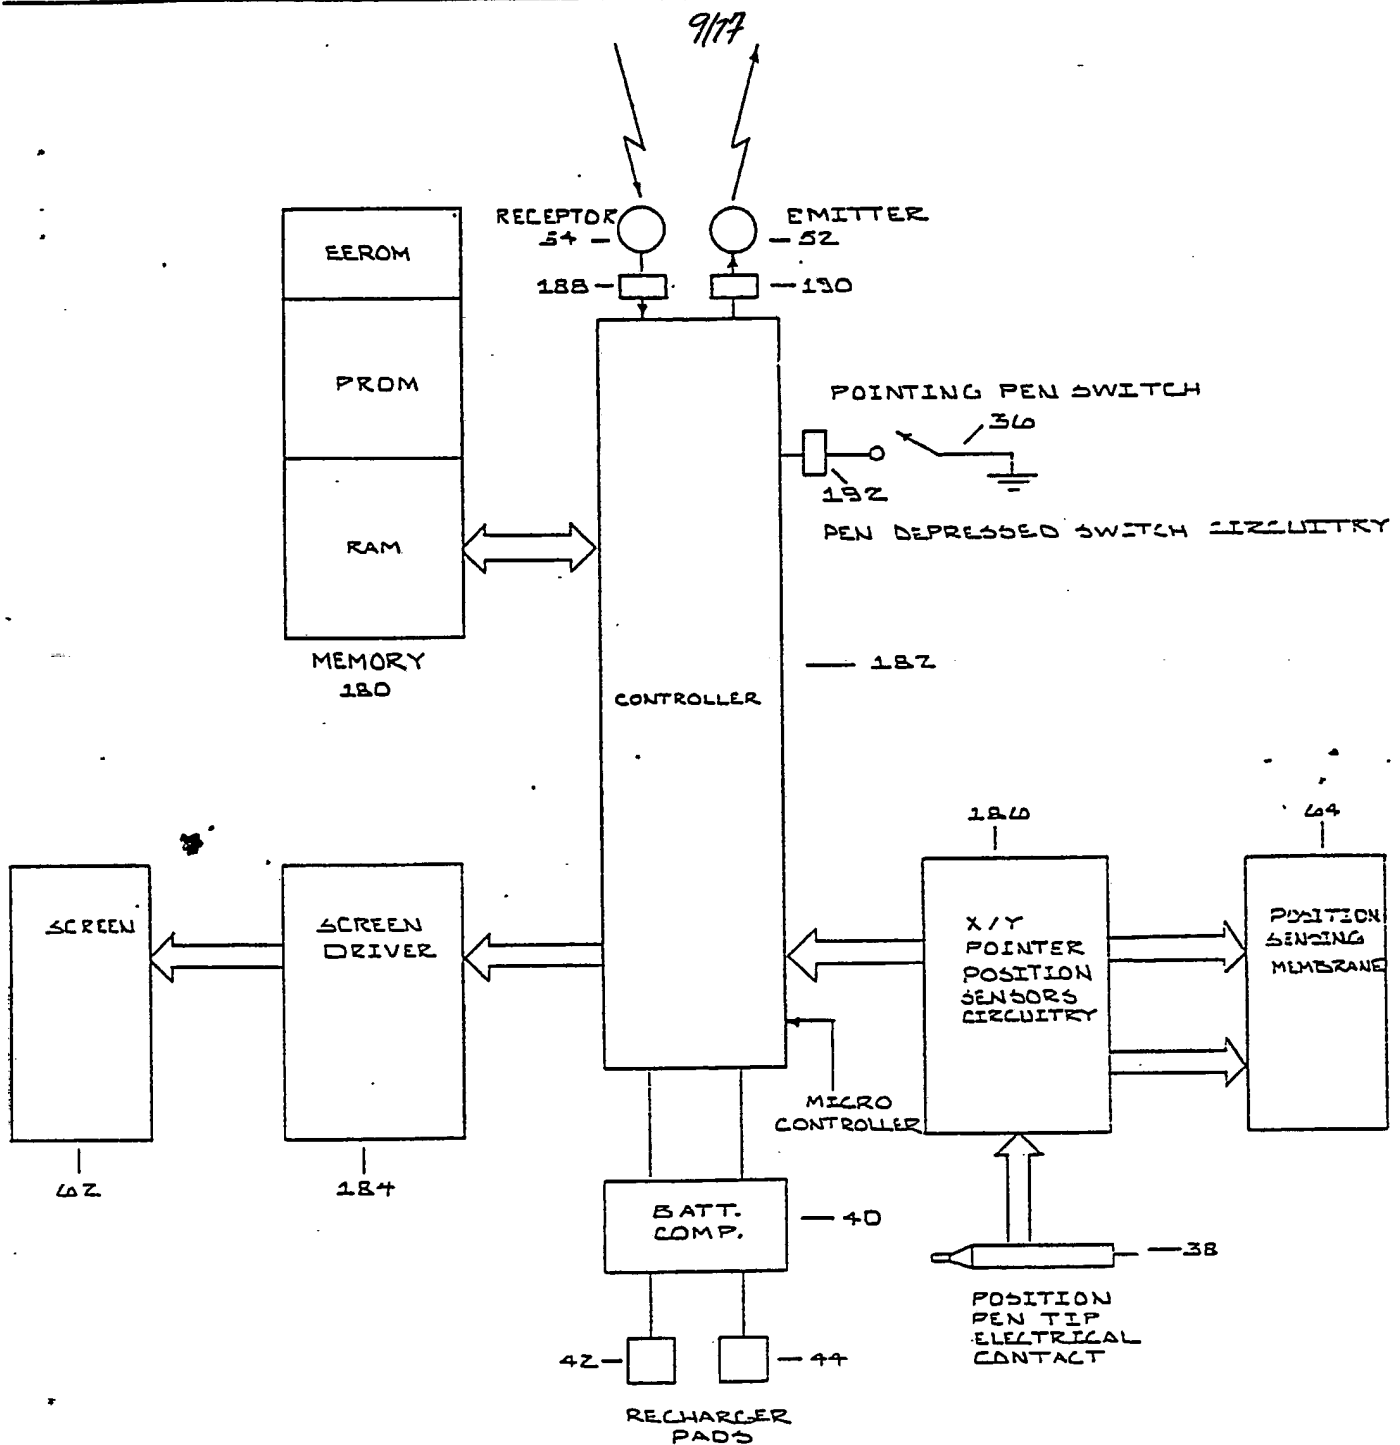 9/17
RECEPTOR
54
EMITTER
52
188
190
EEROM
PROM
RAM
MEMORY
180
POINTING PEN SWITCH
36
192
PEN DEPRESSED SWITCH CIRCUITRY
182
CONTROLLER
186
64
SCREEN
SCREEN
DRIVER
X/Y
POINTER
POSITION
SENSORS
CIRCUITRY
POSITION
SENSING
MEMBRANE
MICRO
CONTROLLER
62
184
BATT.
COMP.
40
38
POSITION
PEN TIP
ELECTRICAL
CONTACT
42
44
RECHARGER
PADS